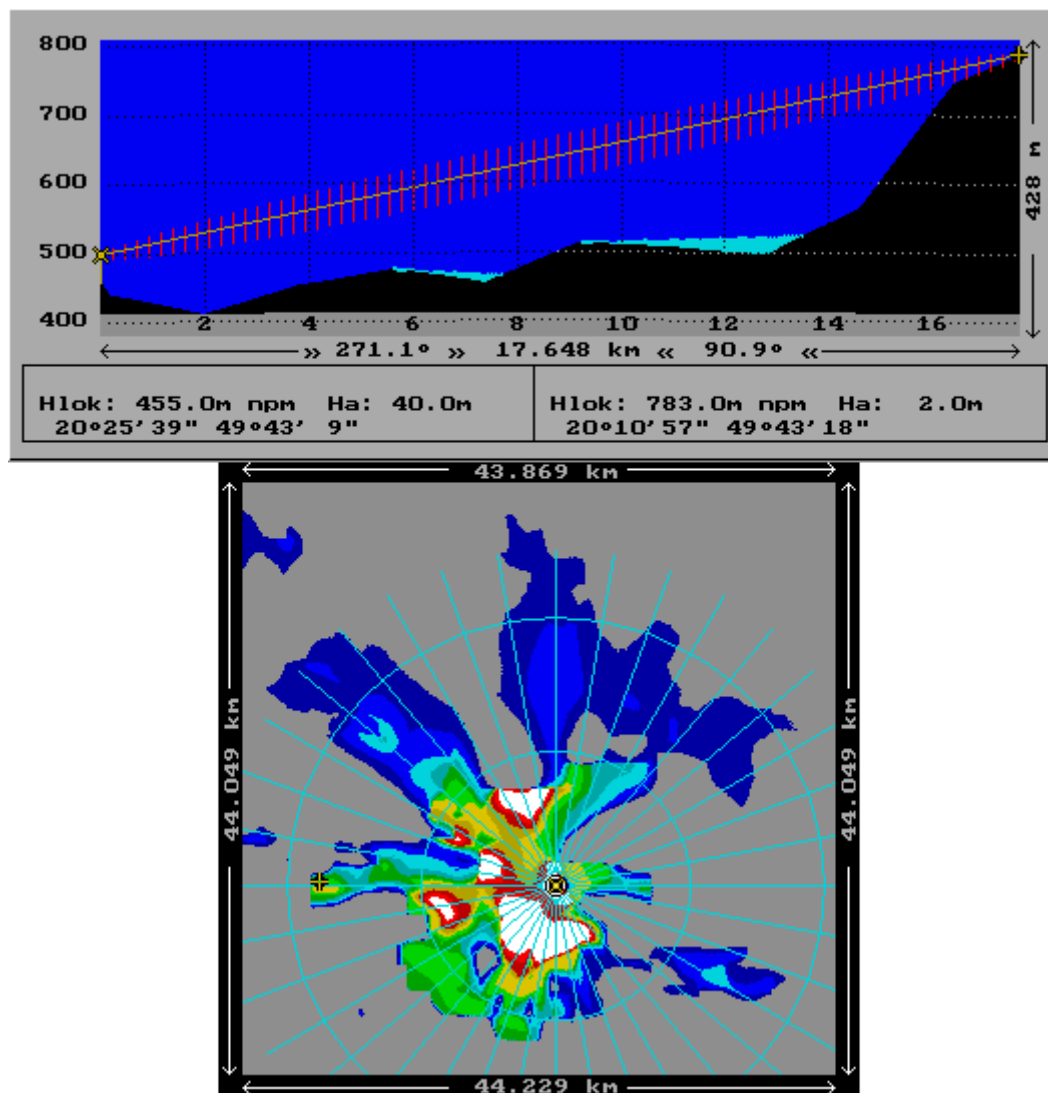 800
700
600
500
400
428 m
2 4 6 8 10 12 14 16
» 271.1° » 17.648 km « 90.9° «
Hlok: 455.0m npm Ha: 40.0m
20°25'39" 49°43' 9"
Hlok: 783.0m npm Ha: 2.0m
20°10'57" 49°43'18"
43.869 km
44.049 km
44.049 km
44.229 km